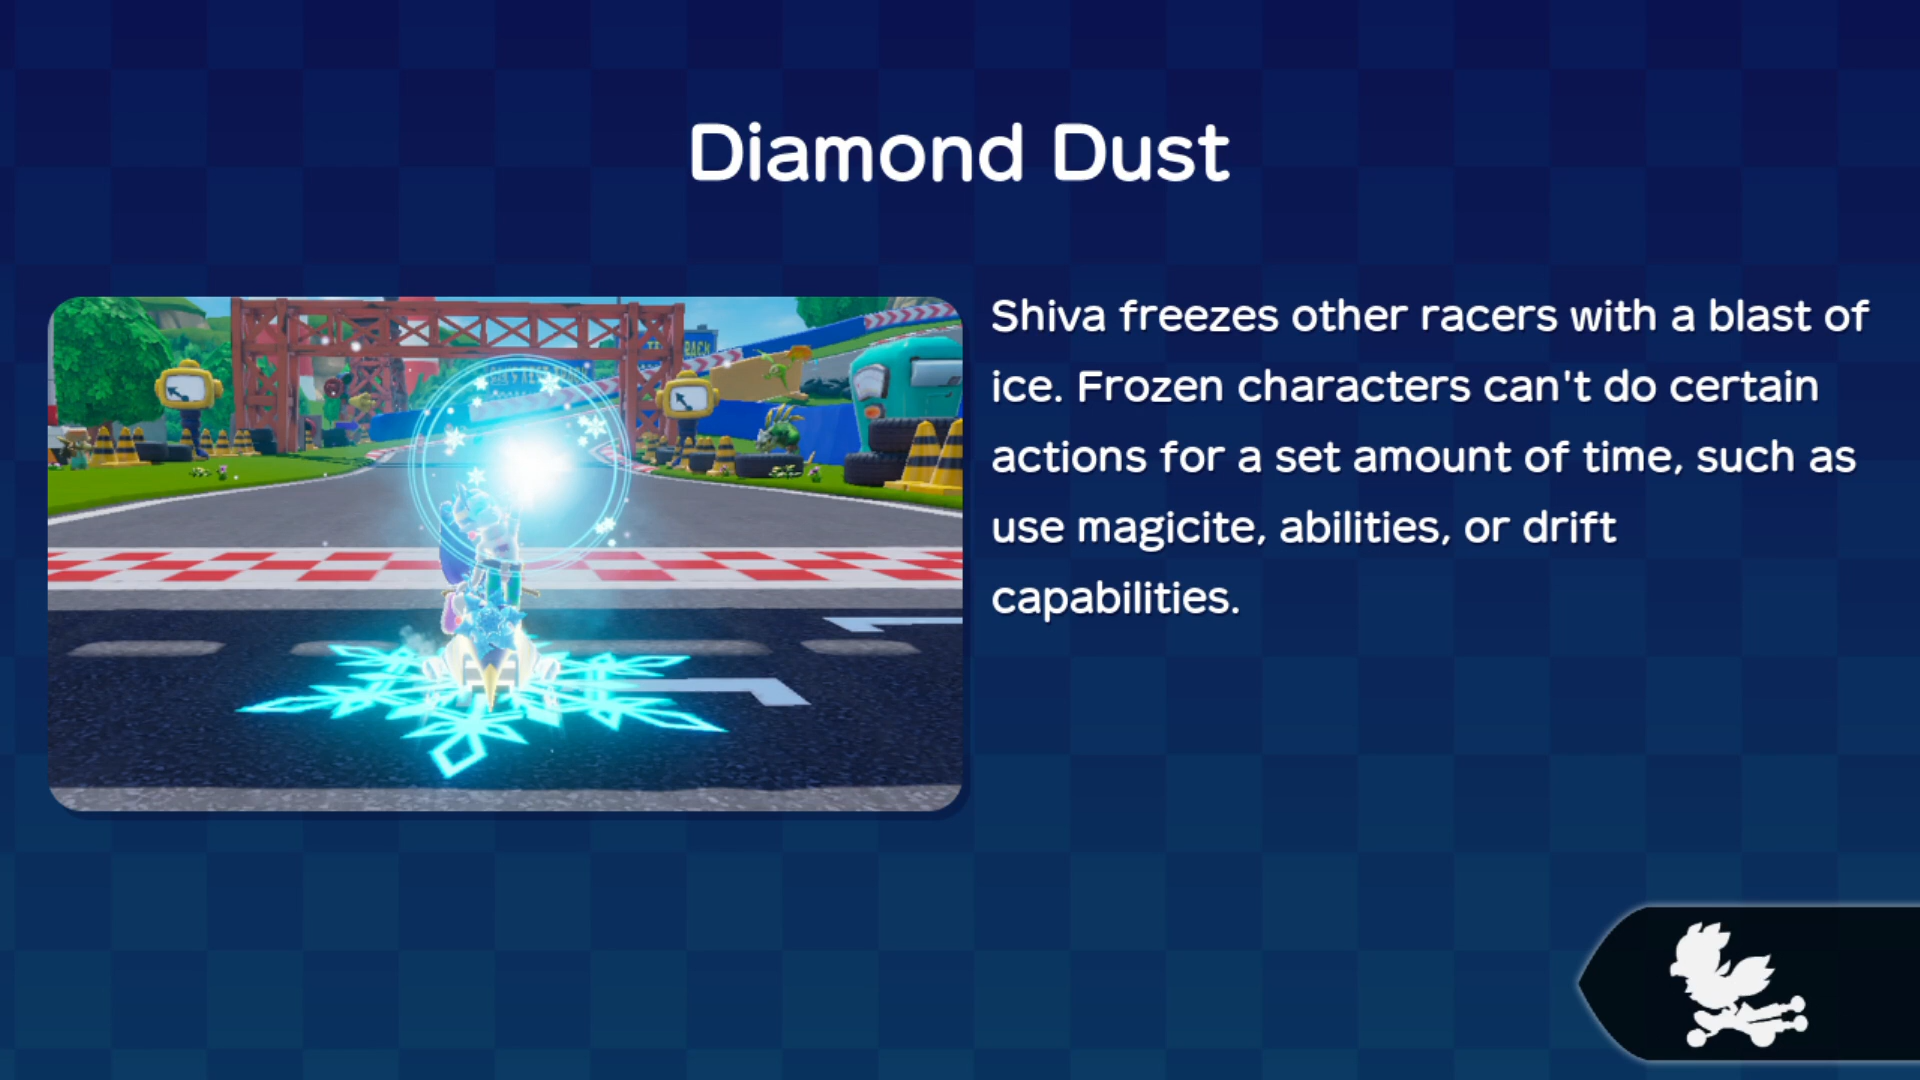 Diamond Dust
Shiva freezes other racers with a blast of
ice. Frozen characters can't do certain
actions for a set amount of time, such as
use magicite, abilities, or drift
capabilities.